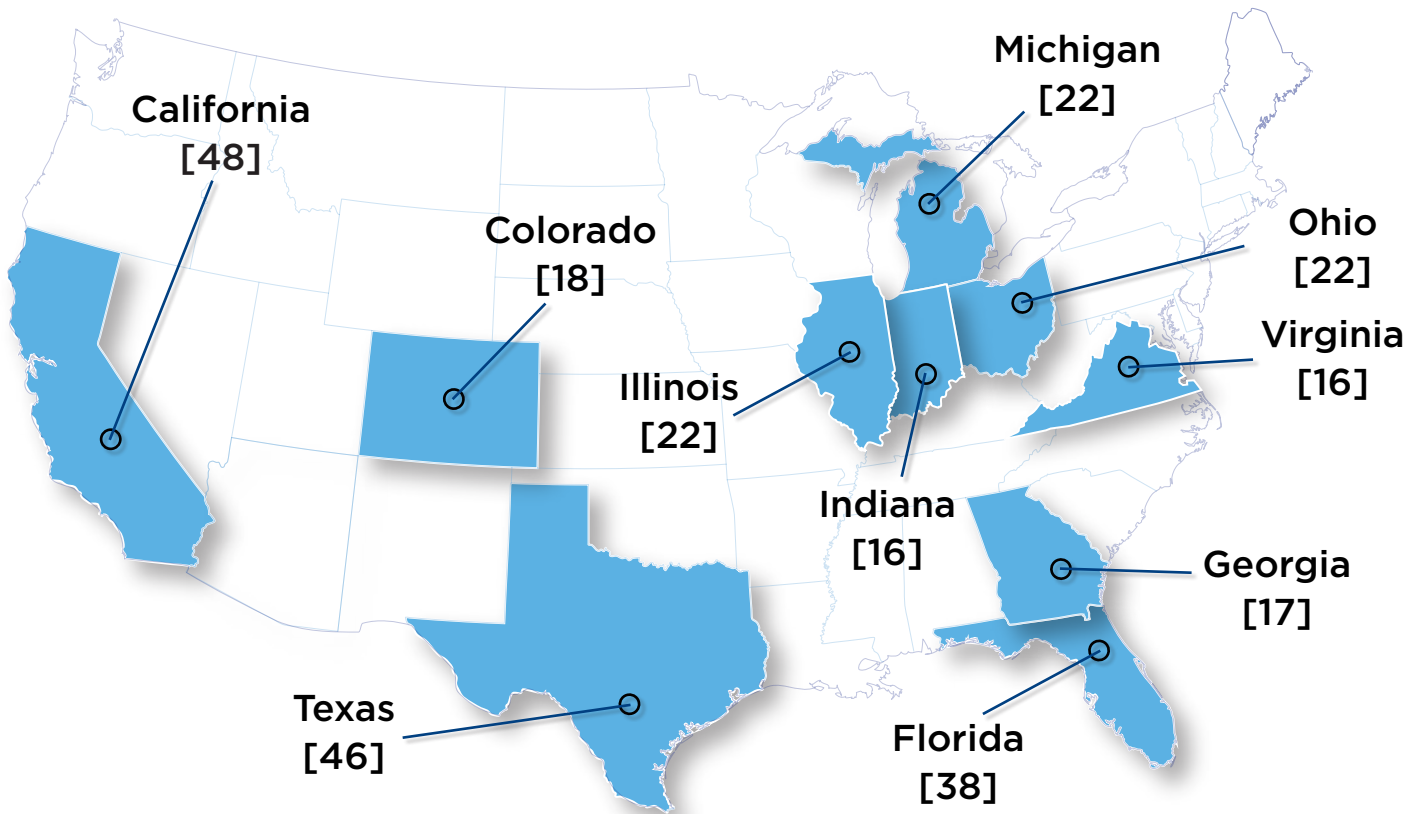 Michigan
[22]
California
[48]
Colorado
[18]
Ohio
[22]
Virginia
[16]
Illinois
[22]
Indiana
[16]
Georgia
[17]
Texas
[46]
Florida
[38]